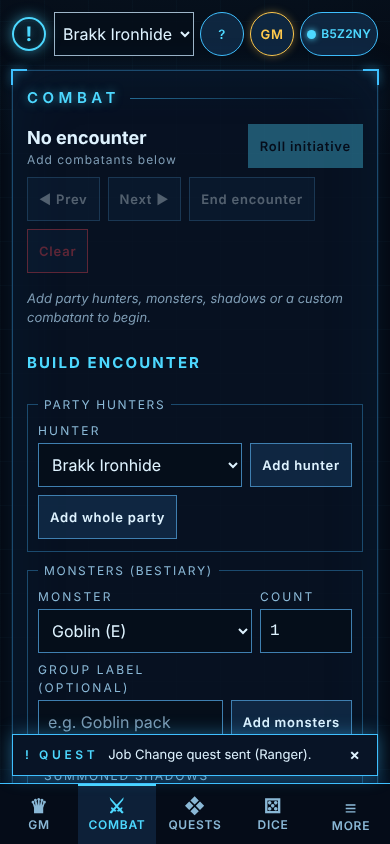 !
Brakk Ironhide
?
GM
B5Z2NY
COMBAT
No encounter
Add combatants below
Roll initiative
◀ Prev
Next ▶
End encounter
Clear
Add party hunters, monsters, shadows or a custom
combatant to begin.
BUILD ENCOUNTER
PARTY HUNTERS
HUNTER
Brakk Ironhide
Add hunter
Add whole party
MONSTERS (BESTIARY)
MONSTER
COUNT
Goblin (E)
1
GROUP LABEL
(OPTIONAL)
e.g. Goblin pack
Add monsters
! QUEST Job Change quest sent (Ranger). ×
SUMMONED SHADOWS
GM
COMBAT
QUESTS
DICE
MORE